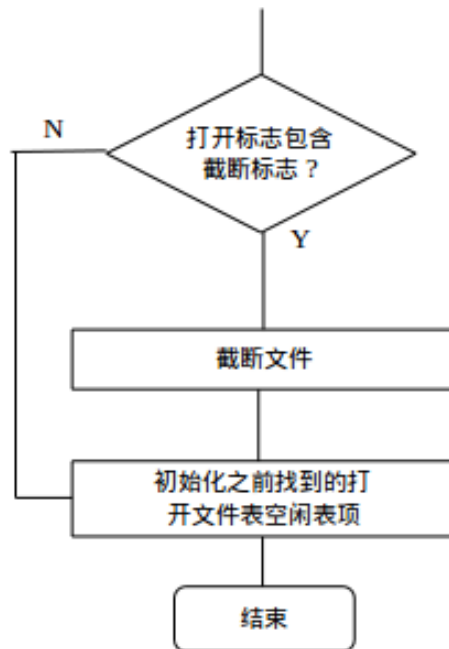 打开标志包含
截断标志？
N
Y
截断文件
初始化之前找到的打
开文件表空闲表项
结束